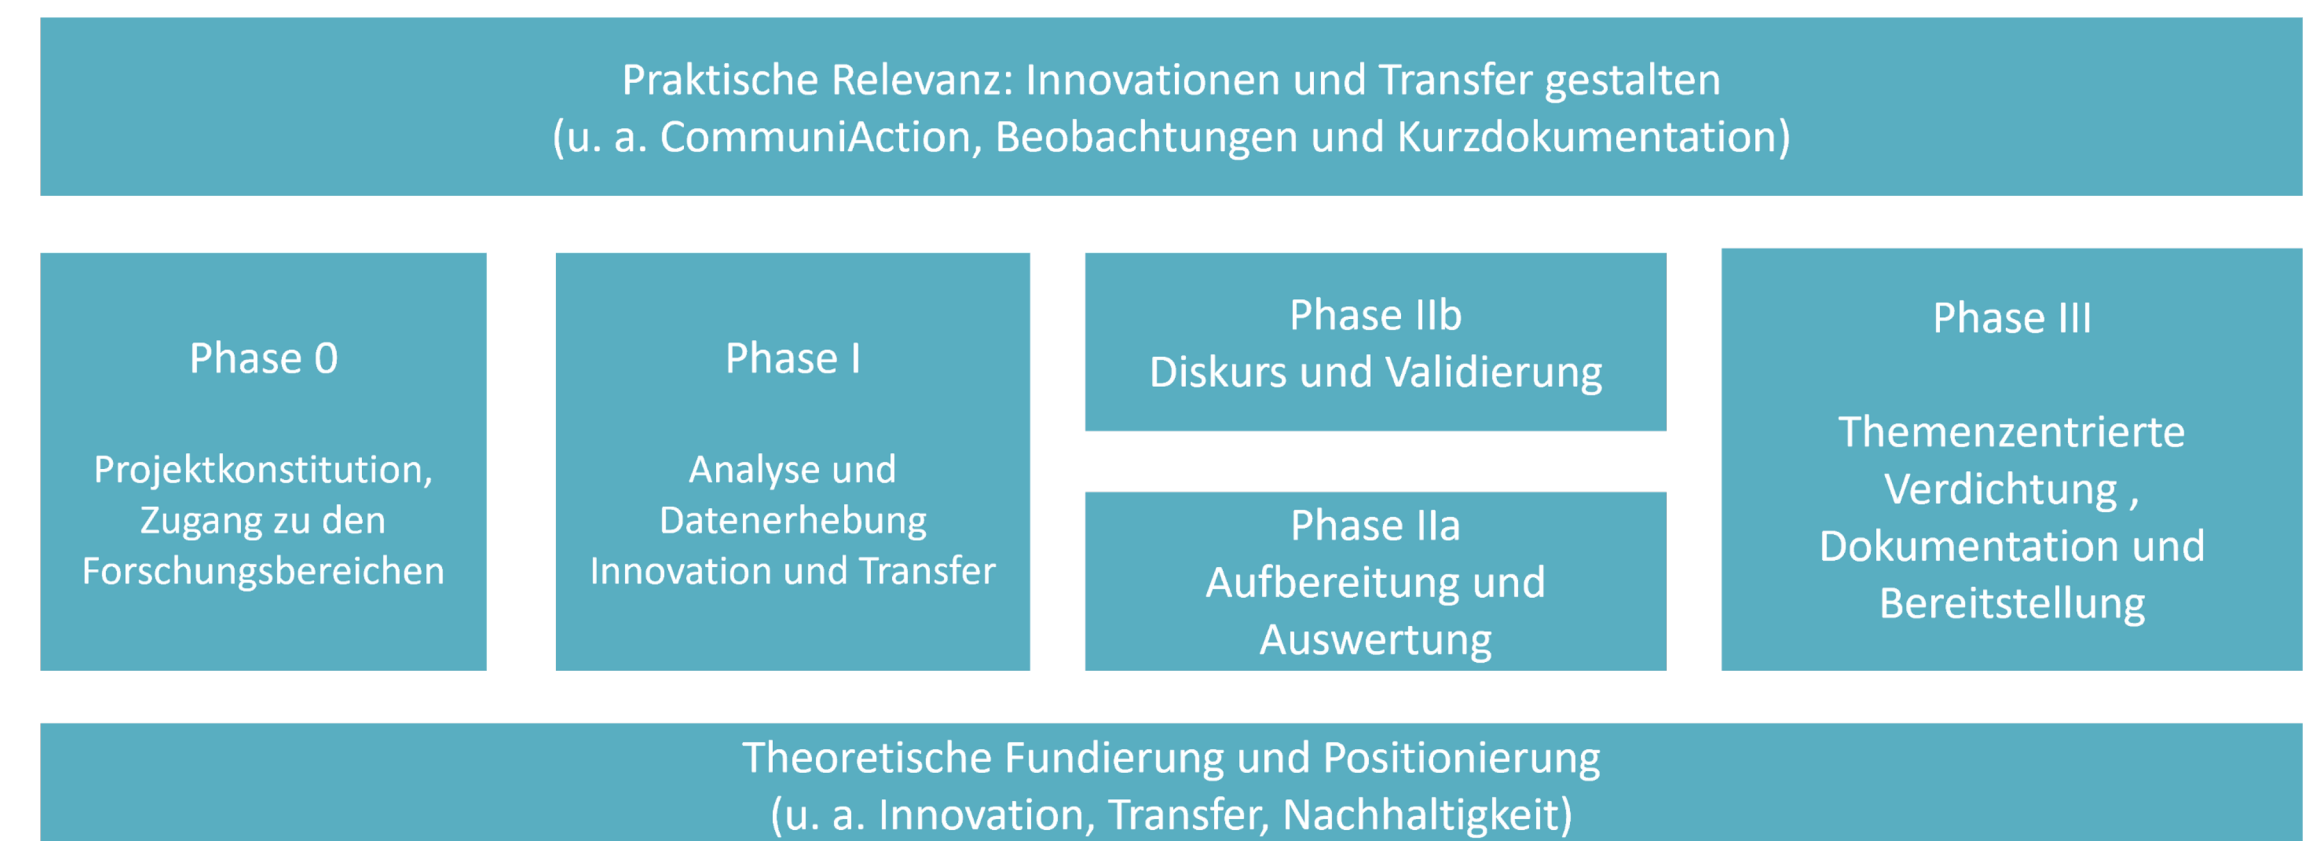 Praktische Relevanz: Innovationen und Transfer gestalten
(u. a. CommuniAction, Beobachtungen und Kurzdokumentation)
Phase 0
Projektkonstitution,
Zugang zu den
Forschungsbereichen
Phase I
Analyse und
Datenerhebung
Innovation und Transfer
Phase IIb
Diskurs und Validierung
Phase IIa
Aufbereitung und
Auswertung
Phase III
Themenzentrierte
Verdichtung ,
Dokumentation und
Bereitstellung
Theoretische Fundierung und Positionierung
(u. a. Innovation, Transfer, Nachhaltigkeit)